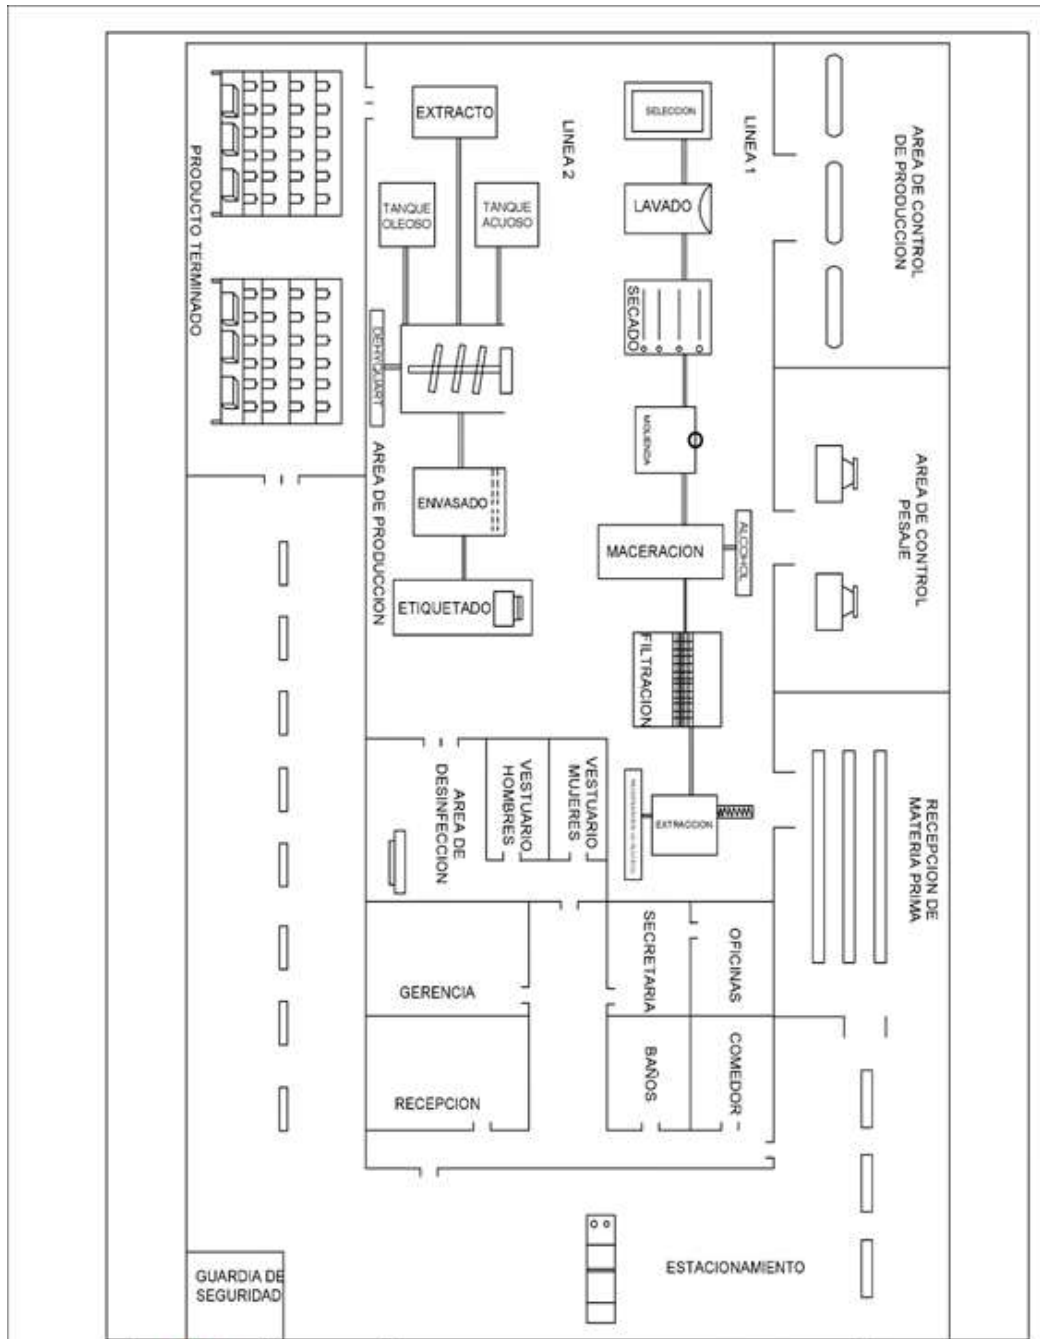 EXTRACTO
TANQUE
OLEOSO
TANQUE
ACUOSO
LINEA 2
SELECCION
LINEA 1
LAVADO
SECADO
AREA DE CONTROL
DE PRODUCCION
PRODUCTO TERMINADO
DEHYQUART
AREA DE PRODUCCION
MOLIENDA
ENVASADO
MACERACION
ALCOHOL
AREA DE CONTROL
PESAJE
ETIQUETADO
FILTRACION
AREA DE
DESINFECCION
VESTUARIO
HOMBRES
VESTUARIO
MUJERES
EXTRACCION
RECEPCION DE
MATERIA PRIMA
GERENCIA
SECRETARIA
OFICINAS
RECEPCION
BAÑOS
COMEDOR
GUARDIA DE
SEGURIDAD
ESTACIONAMIENTO